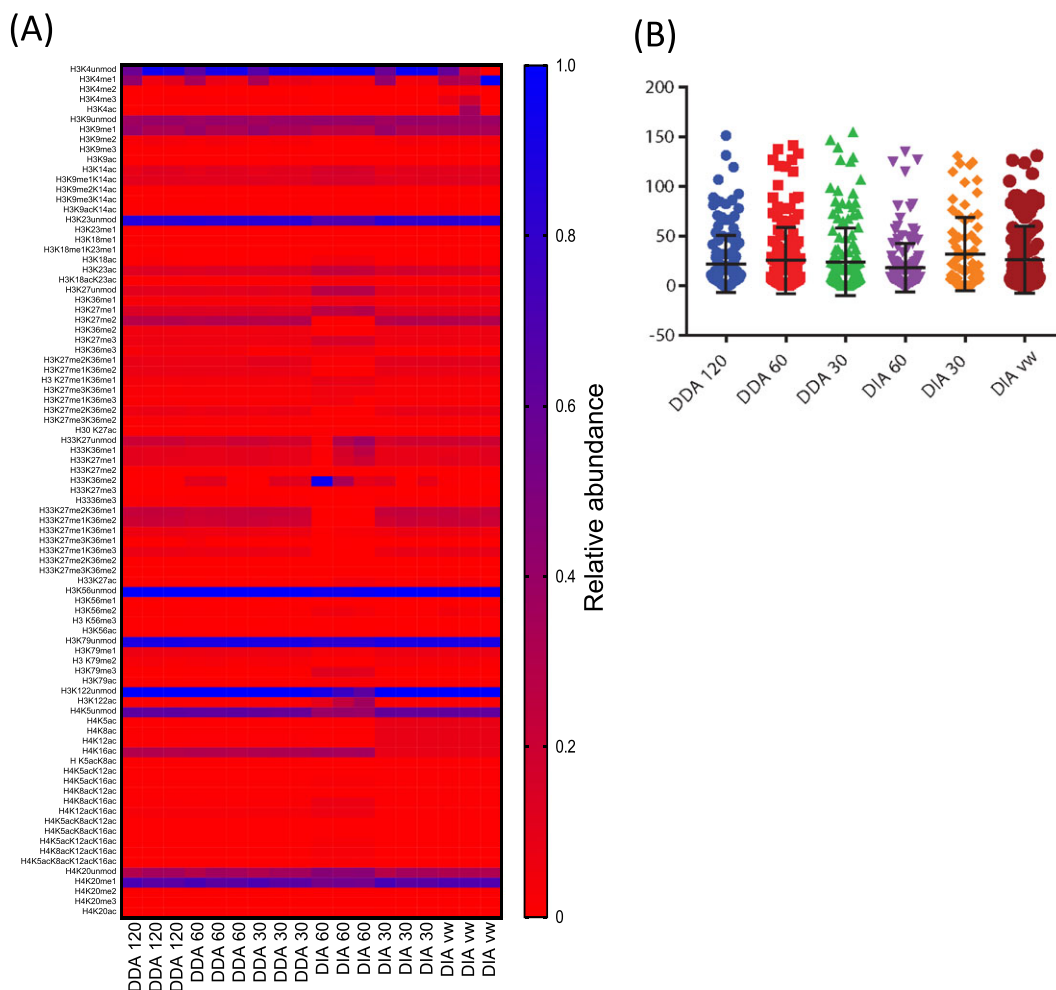 (A)
(B)
H3K4unmod
H3K4me1
H3K4me2
H3K4me3
H3K4ac
H3K9unmod
H3K9me1
H3K9me2
H3K9me3
H3K9ac
H3K14ac
H3K9me1K14ac
H3K9me2K14ac
H3K9me3K14ac
H3K9acK14ac
H3K23unmod
H3K23me1
H3K18me1
H3K18me1K23me1
H3K18ac
H3K23ac
H3K18acK23ac
H3K27unmod
H3K36me1
H3K27me1
H3K27me2
H3K36me2
H3K27me3
H3K36me3
H3K27me2K36me1
H3K27me1K36me2
H3 K27me1K36me1
H3K27me3K36me1
H3K27me1K36me3
H3K27me2K36me2
H3K27me3K36me2
H30 K27ac
H33K27unmod
H33K36me1
H33K27me1
H33K27me2
H33K36me2
H33K27me3
H3336me3
H33K27me2K36me1
H33K27me1K36me2
H33K27me1K36me1
H33K27me3K36me1
H33K27me1K36me3
H33K27me2K36me2
H33K27me3K36me2
H33K27ac
H3K56unmod
H3K56me1
H3K56me2
H3 K56me3
H3K56ac
H3K79unmod
H3K79me1
H3 K79me2
H3K79me3
H3K79ac
H3K122unmod
H3K122ac
H4K5unmod
H4K5ac
H4K8ac
H4K12ac
H4K16ac
H K5acK8ac
H4K5acK12ac
H4K5acK16ac
H4K8acK12ac
H4K8acK16ac
H4K12acK16ac
H4K5acK8acK12ac
H4K5acK8acK16ac
H4K5acK12acK16ac
H4K8acK12acK16ac
H4K5acK8acK12acK16ac
H4K20unmod
H4K20me1
H4K20me2
H4K20me3
H4K20ac
DDA 120
DDA 120
DDA 120
DDA 60
DDA 60
DDA 60
DDA 30
DDA 30
DDA 30
DIA 60
DIA 60
DIA 60
DIA 30
DIA 30
DIA 30
DIA vw
DIA vw
DIA vw
1.0
0.8
0.6
0.4
0.2
0
Relative abundance
200
150
100
50
0
-50
DDA 120
DDA 60
DDA 30
DIA 60
DIA 30
DIA vw